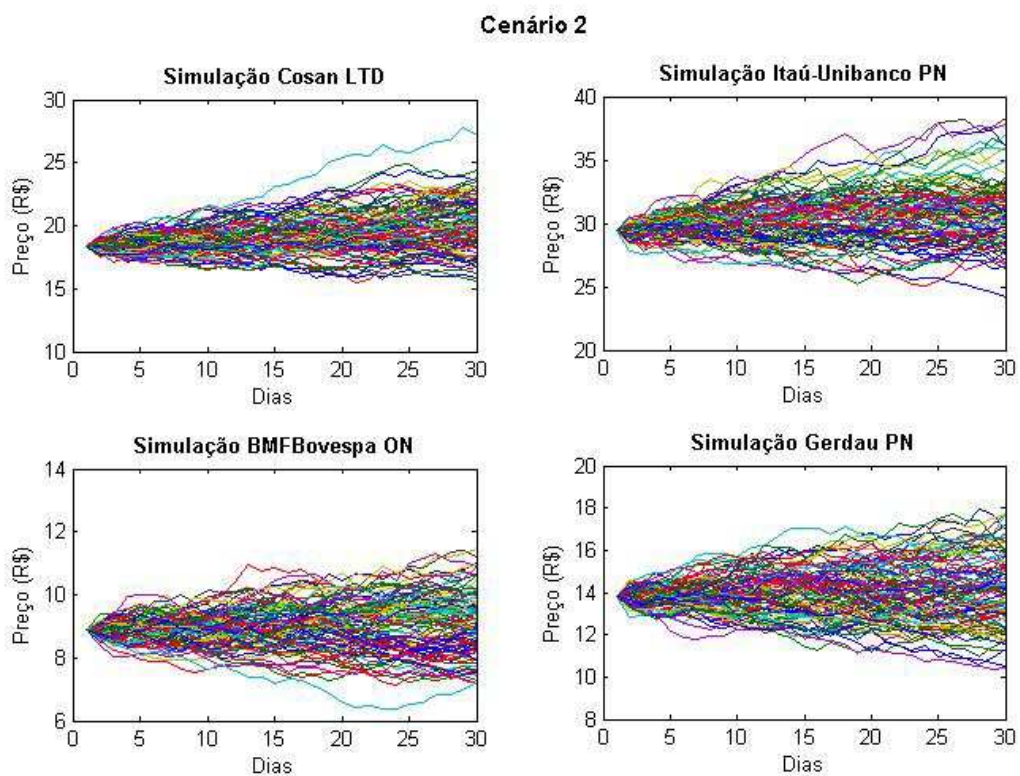 Cenário 2
Simulação Cosan LTD
30
25
20
15
10
Preço (R$)
0 5 10 15 20 25 30
Dias
Simulação Itaú-Unibanco PN
40
35
30
25
20
Preço (R$)
0 5 10 15 20 25 30
Dias
Simulação BMFBovespa ON
14
12
10
8
6
Preço (R$)
0 5 10 15 20 25 30
Dias
Simulação Gerdau PN
20
18
16
14
12
10
8
Preço (R$)
0 5 10 15 20 25 30
Dias